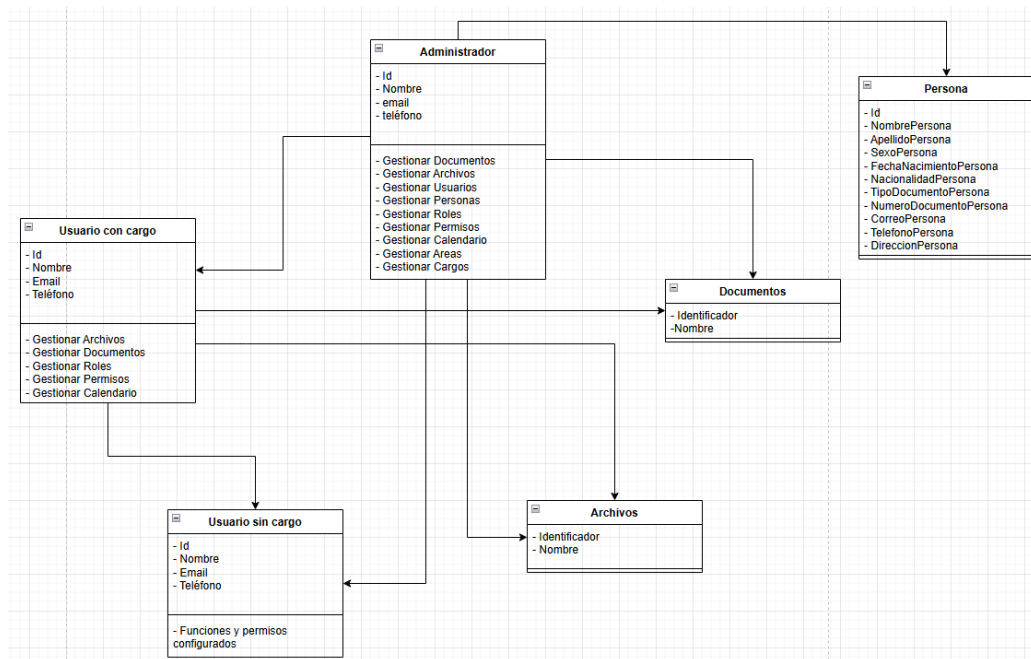 Administrador
- Id
- Nombre
- email
- teléfono
- Gestionar Documentos
- Gestionar Archivos
- Gestionar Usuarios
- Gestionar Personas
- Gestionar Roles
- Gestionar Permisos
- Gestionar Calendario
- Gestionar Areas
- Gestionar Cargos
Persona
- Id
- NombrePersona
- ApellidoPersona
- SexoPersona
- FechaNacimientoPersona
- NacionalidadPersona
- TipoDocumentoPersona
- NumeroDocumentoPersona
- CorreoPersona
- TelefonoPersona
- DireccionPersona
Usuario con cargo
- Id
- Nombre
- Email
- Teléfono
- Gestionar Archivos
- Gestionar Documentos
- Gestionar Roles
- Gestionar Permisos
- Gestionar Calendario
Documentos
- Identificador
-Nombre
Usuario sin cargo
- Id
- Nombre
- Email
- Teléfono
- Funciones y permisos
configurados
Archivos
- Identificador
- Nombre